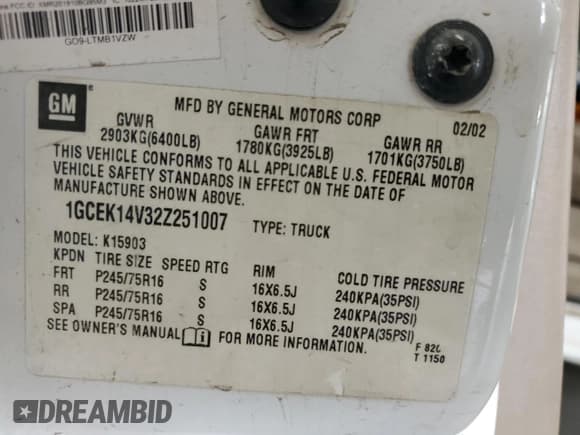 GO9-LTMB1VZW
GM ®
MFD BY GENERAL MOTORS CORP 02/02
GVWR GAWR FRT GAWR RR
2903KG(6400LB) 1780KG(3925LB) 1701KG(3750LB)
THIS VEHICLE CONFORMS TO ALL APPLICABLE U.S. FEDERAL MOTOR
VEHICLE SAFETY STANDARDS IN EFFECT ON THE DATE OF
MANUFACTURE SHOWN ABOVE.
1GCEK14V32Z251007 TYPE: TRUCK
MODEL: K15903
KPDN TIRE SIZE SPEED RTG RIM COLD TIRE PRESSURE
FRT P245/75R16 S 16X6.5J 240KPA(35PSI)
RR P245/75R16 S 16X6.5J 240KPA(35PSI)
SPA P245/75R16 S 16X6.5J 240KPA(35PSI)
SEE OWNER'S MANUAL FOR MORE INFORMATION.
F 820
T 1150
DREAMBID
DREAMBID